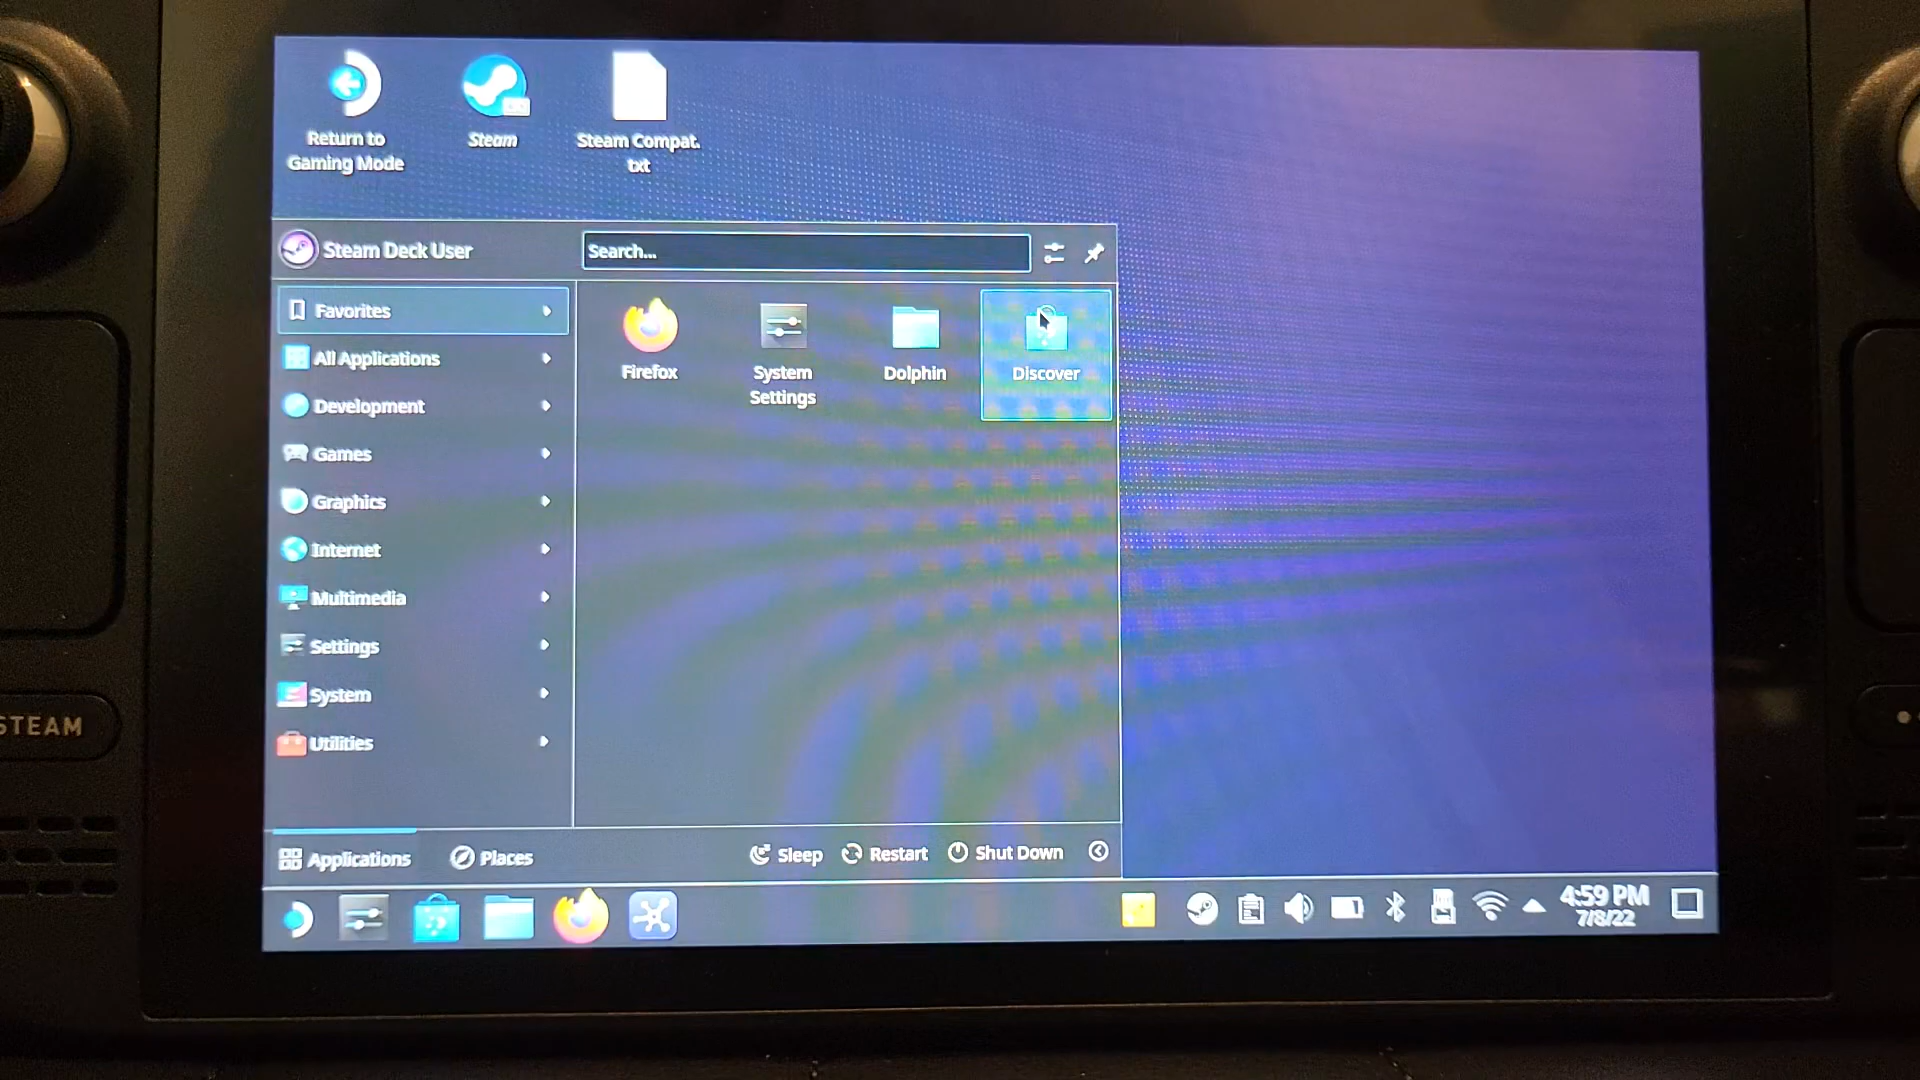 Return to
Gaming Mode
Steam
Steam Compat.
txt
Steam Deck User
Search...
Favorites
All Applications
Development
Games
Graphics
Internet
Multimedia
Settings
System
Utilities
Firefox
System
Settings
Dolphin
Discover
Applications
Places
Sleep
Restart
Shut Down
4:59 PM
7/8/22
STEAM